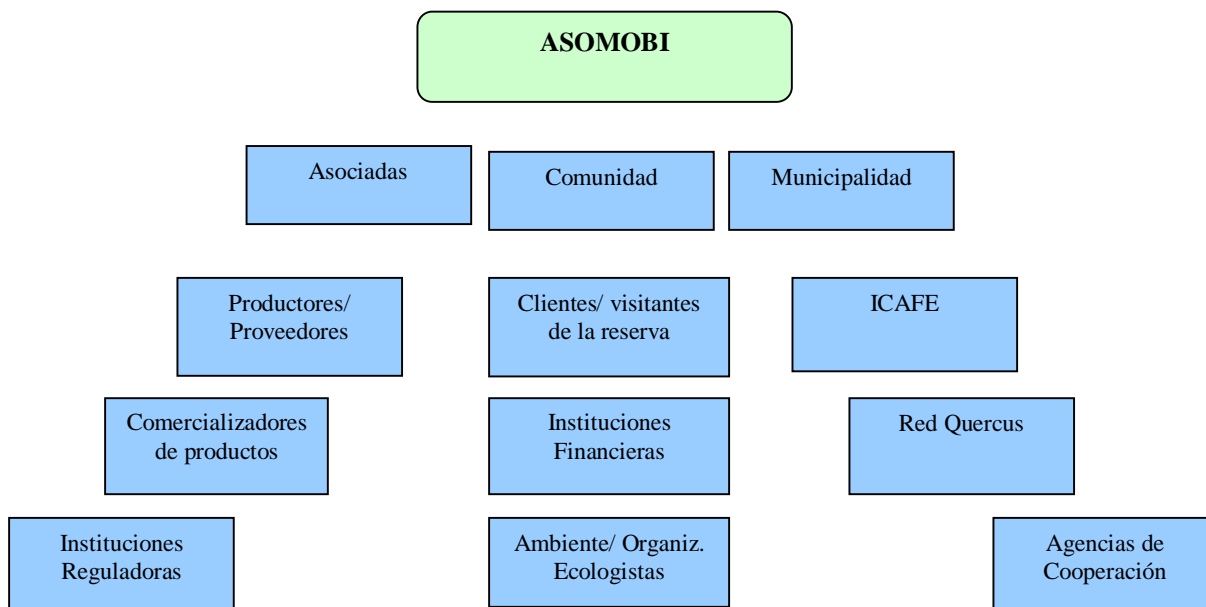 ASOMOBI
Asociadas
Comunidad
Municipalidad
Productores/
Proveedores
Clientes/ visitantes
de la reserva
ICAFE
Comercializadores
de productos
Instituciones
Financieras
Red Quercus
Instituciones
Reguladoras
Ambiente/ Organiz.
Ecologistas
Agencias de
Cooperación